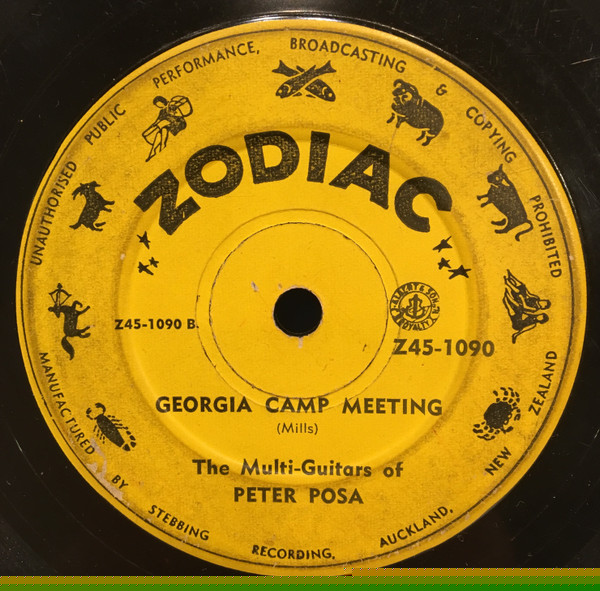 UNAUTHORISED PUBLIC PERFORMANCE, BROADCASTING & COPYING PROHIBITED
ZODIAC
Z45-1090 B.
Z45-1090
GEORGIA CAMP MEETING
(Mills)
The Multi-Guitars of
PETER POSA
MANUFACTURED BY STEBBING RECORDING, AUCKLAND, NEW ZEALAND